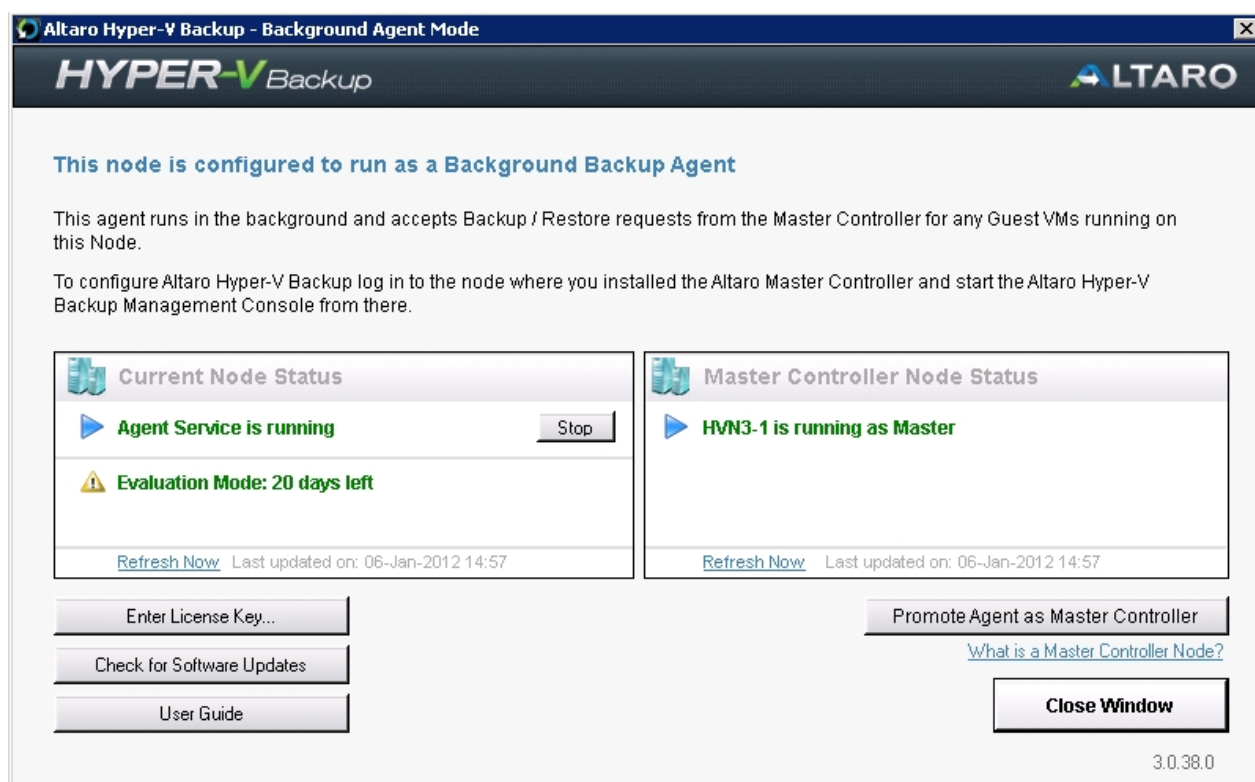 Altaro Hyper-V Backup - Background Agent Mode
HYPER-V Backup
ALTARO
This node is configured to run as a Background Backup Agent
This agent runs in the background and accepts Backup / Restore requests from the Master Controller for any Guest VMs running on
this Node.
To configure Altaro Hyper-V Backup log in to the node where you installed the Altaro Master Controller and start the Altaro Hyper-V
Backup Management Console from there.
Current Node Status
Agent Service is running
Stop
Evaluation Mode: 20 days left
Refresh Now Last updated on: 06-Jan-2012 14:57
Master Controller Node Status
HVN3-1 is running as Master
Refresh Now Last updated on: 06-Jan-2012 14:57
Enter License Key...
Check for Software Updates
User Guide
Promote Agent as Master Controller
What is a Master Controller Node?
Close Window
3.0.38.0